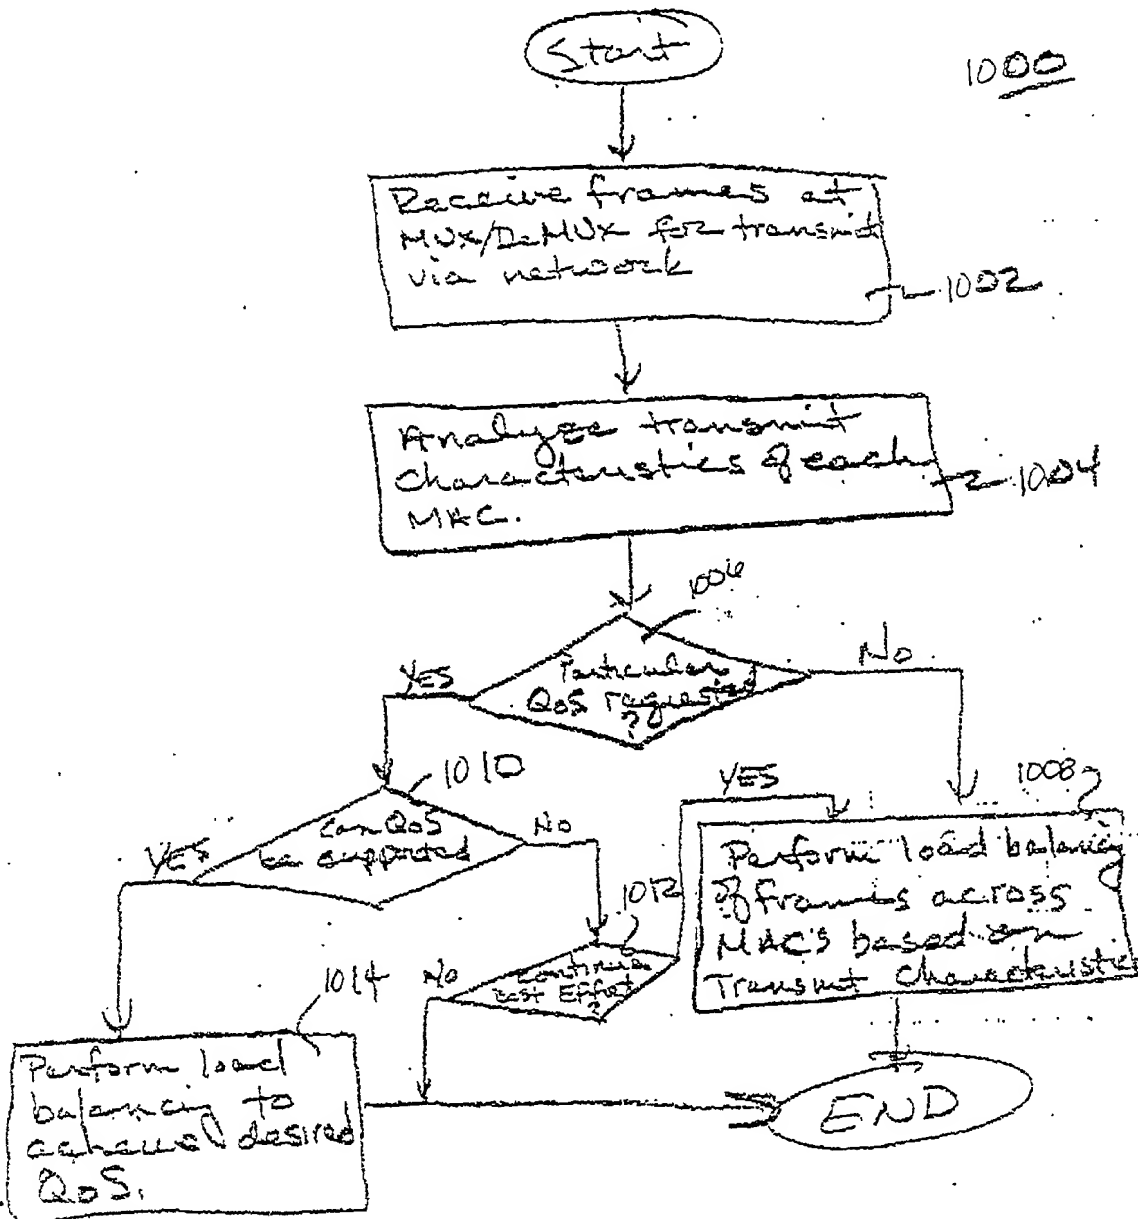 Start
1000
Receive frames at
MUX/DeMUX for transmit
via network
1002
Analyze transmit
characteristics of each
MAC.
1004
1006
Particular
QoS requested
?
YES
No
1010
can QoS
be supported
YES
No
1012
Continue
Best Effort
?
YES
No
1008
Perform load balancing
of frames across
MAC's based on
Transmit Characteristics
1014
Perform load
balancing to
achieve desired
QoS.
END